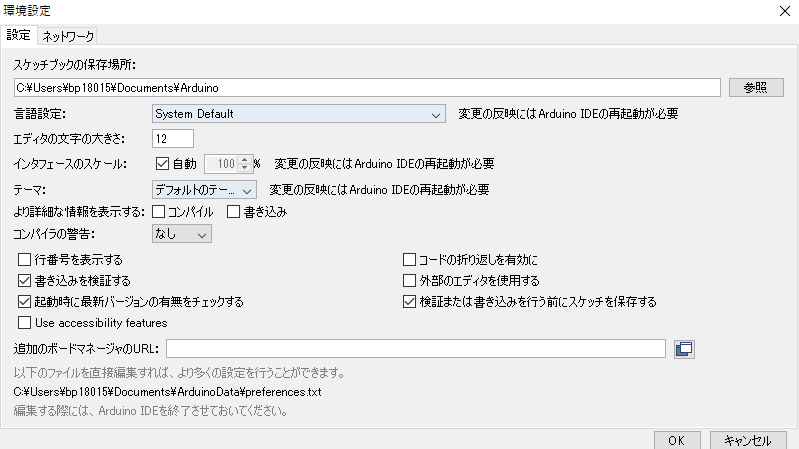 環境設定
設定 ネットワーク
スケッチブックの保存場所:
C:¥Users¥bp18015¥Documents¥Arduino 参照
言語設定: System Default 変更の反映にはArduino IDEの再起動が必要
エディタの文字の大きさ: 12
インタフェースのスケール: 自動 100 % 変更の反映にはArduino IDEの再起動が必要
テーマ: デフォルトのテー... 変更の反映にはArduino IDEの再起動が必要
より詳細な情報を表示する: コンパイル 書き込み
コンパイラの警告: なし
行番号を表示する コードの折り返しを有効に
書き込みを検証する 外部のエディタを使用する
起動時に最新バージョンの有無をチェックする 検証または書き込みを行う前にスケッチを保存する
Use accessibility features
追加のボードマネージャのURL:
以下のファイルを直接編集すれば、より多くの設定を行うことができます。
C:¥Users¥bp18015¥Documents¥ArduinoData¥preferences.txt
編集する際には、Arduino IDEを終了させておいてください。
OK キャンセル